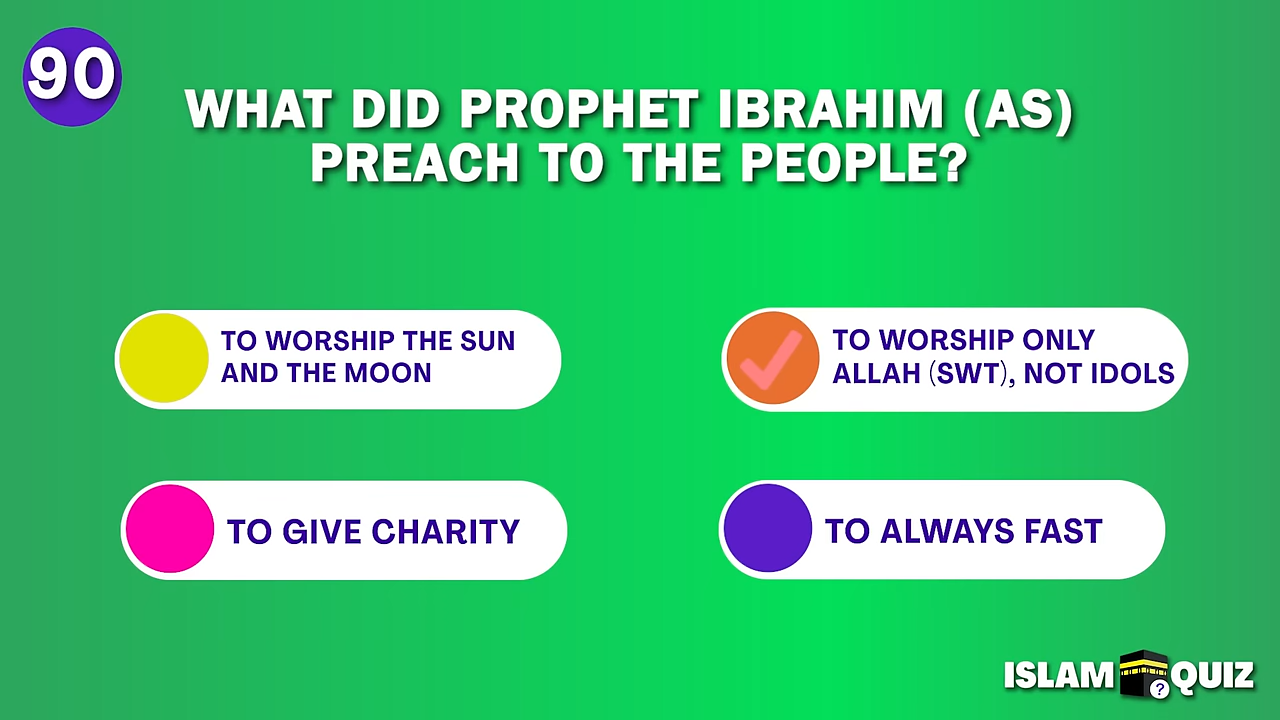 90
WHAT DID PROPHET IBRAHIM (AS)
PREACH TO THE PEOPLE?
TO WORSHIP THE SUN
AND THE MOON
TO WORSHIP ONLY
ALLAH (SWT), NOT IDOLS
TO GIVE CHARITY
TO ALWAYS FAST
ISLAM ? QUIZ